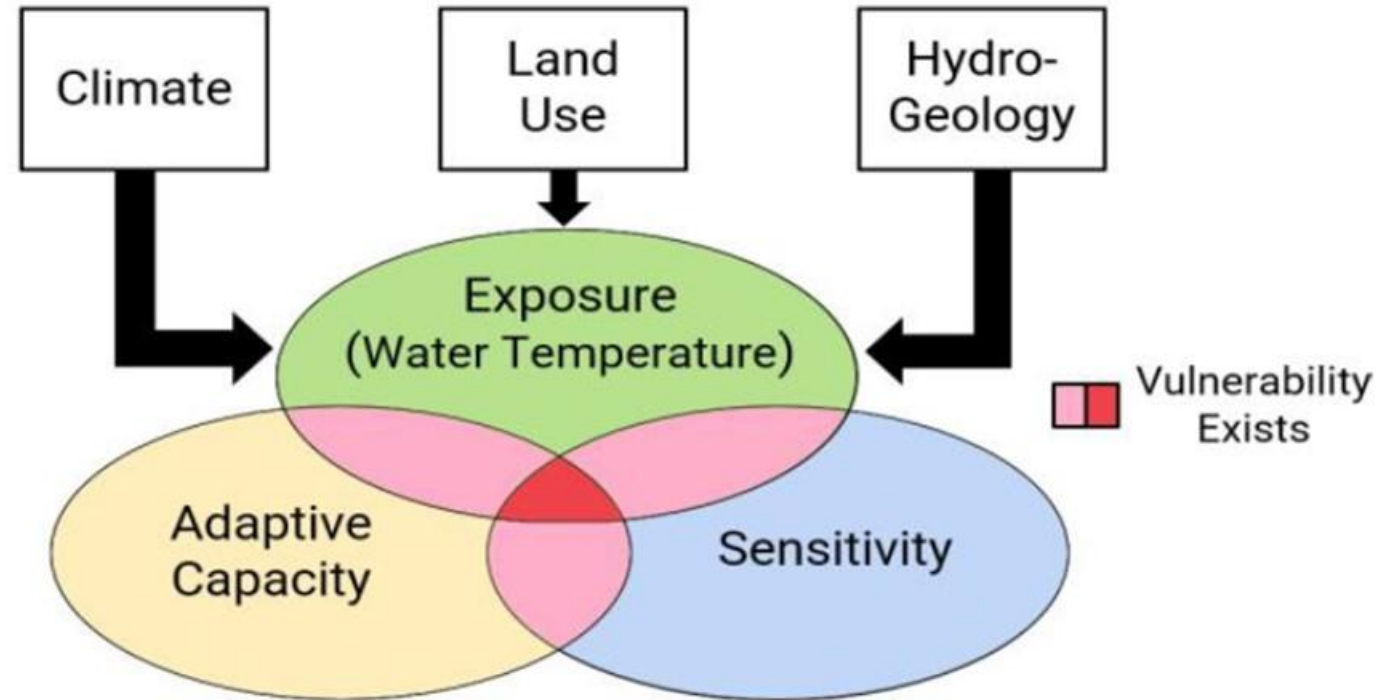 Climate
Land
Use
Hydro-
Geology
Exposure
(Water Temperature)
Vulnerability
Exists
Adaptive
Capacity
Sensitivity